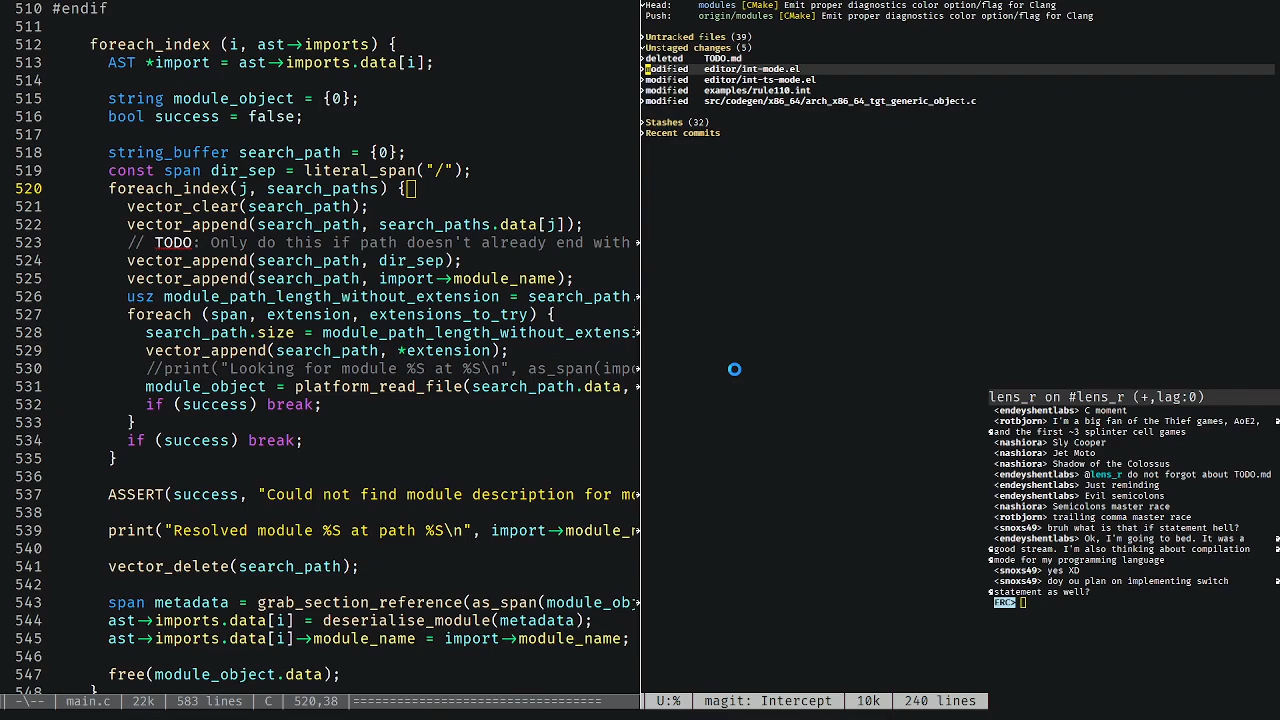 510 #endif
511
512     foreach_index (i, ast->imports) {
513       AST *import = ast->imports.data[i];
514
515       string module_object = {0};
516       bool success = false;
517
518       string_buffer search_path = {0};
519       const span dir_sep = literal_span("/");
520       foreach_index(j, search_paths) {
521         vector_clear(search_path);
522         vector_append(search_path, search_paths.data[j]);
523         // TODO: Only do this if path doesn't already end with
524         vector_append(search_path, dir_sep);
525         vector_append(search_path, import->module_name);
526         usz module_path_length_without_extension = search_path.
527         foreach (span, extension, extensions_to_try) {
528           search_path.size = module_path_length_without_extensi
529           vector_append(search_path, *extension);
530           //print("Looking for module %S at %S\n", as_span(impo
531           module_object = platform_read_file(search_path.data,
532           if (success) break;
533         }
534         if (success) break;
535       }
536
537       ASSERT(success, "Could not find module description for mo
538
539       print("Resolved module %S at path %S\n", import->module_n
540
541       vector_delete(search_path);
542
543       span metadata = grab_section_reference(as_span(module_obj
544       ast->imports.data[i] = deserialise_module(metadata);
545       ast->imports.data[i]->module_name = import->module_name;
546
547       free(module_object.data);
548     }
-\-- main.c 22k 583 lines C 520,38 ===================================
Head:     modules [CMake] Emit proper diagnostics color option/flag for Clang
Push:     origin/modules [CMake] Emit proper diagnostics color option/flag for Clang
Untracked files (39)
Unstaged changes (5)
deleted    TODO.md
modified   editor/int-mode.el
modified   editor/int-ts-mode.el
modified   examples/rule110.int
modified   src/codegen/x86_64/arch_x86_64_tgt_generic_object.c
Stashes (32)
Recent commits
U:% magit: Intercept 10k 240 lines
lens_r on #lens_r (+,lag:0)
<endeyshentlabs> C moment
<rotbjorn> I'm a big fan of the Thief games, AoE2,
and the first ~3 splinter cell games
<nashiora> Sly Cooper
<nashiora> Jet Moto
<nashiora> Shadow of the Colossus
<endeyshentlabs> @lens_r do not forgot about TODO.md
<endeyshentlabs> Just reminding
<endeyshentlabs> Evil semicolons
<nashiora> Semicolons master race
<rotbjorn> trailing comma master race
<snoxs49> bruh what is that if statement hell?
<endeyshentlabs> Ok, I'm going to bed. It was a
good stream. I'm also thinking about compilation
mode for my programming language
<snoxs49> yes XD
<snoxs49> doy ou plan on implementing switch
statement as well?
ERC>